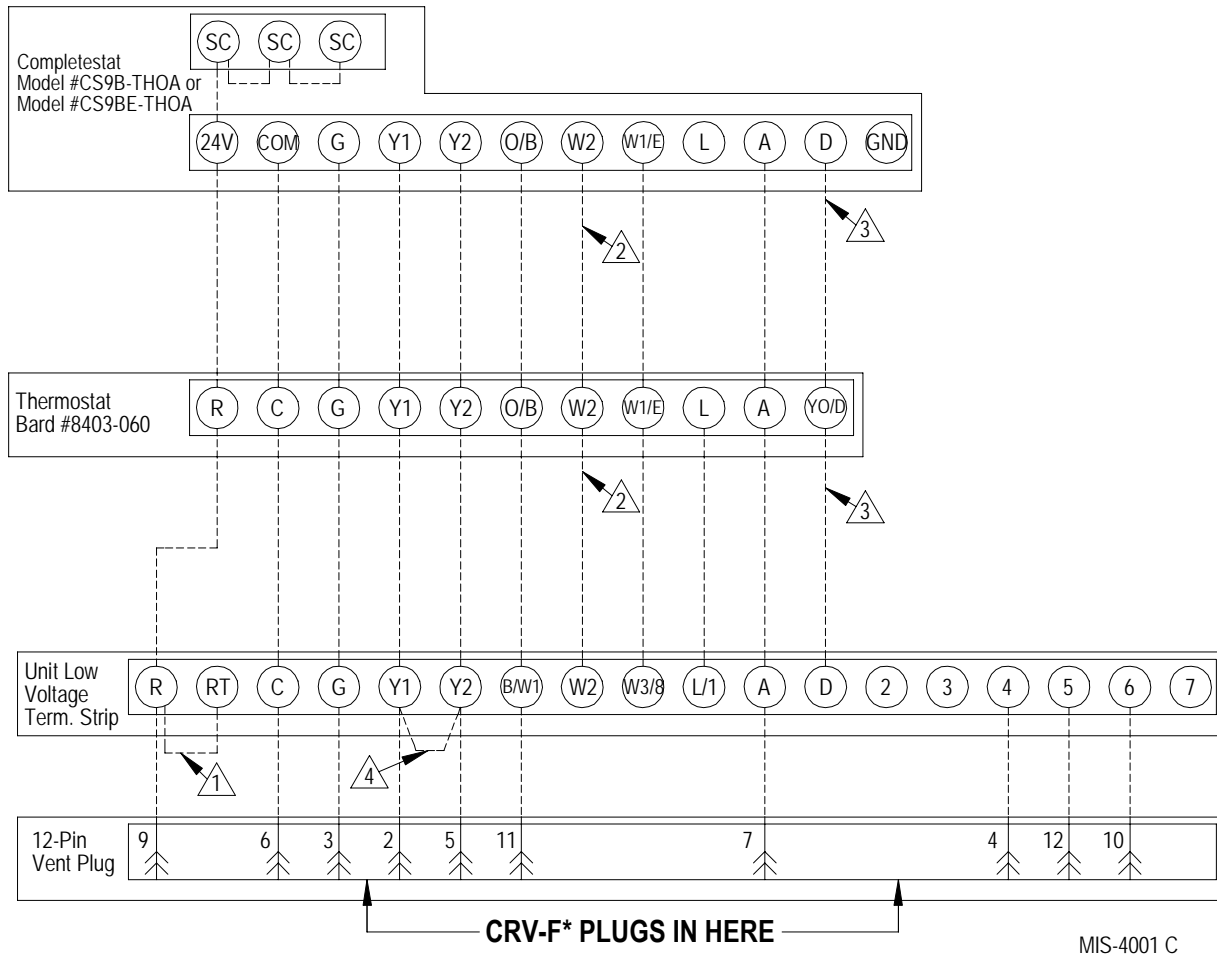 SC SC SC
Completestat
Model #CS9B-THOA or
Model #CS9BE-THOA
24V COM G Y1 Y2 O/B W2 W1/E L A D GND
2 3
Thermostat
Bard #8403-060
R C G Y1 Y2 O/B W2 W1/E L A YO/D
2 3
Unit Low
Voltage
Term. Strip
R RT C G Y1 Y2 B/W1 W2 W3/8 L/1 A D 2 3 4 5 6 7
1 4
12-Pin
Vent Plug
9 6 3 2 5 11 7 4 12 10
CRV-F* PLUGS IN HERE
MIS-4001 C